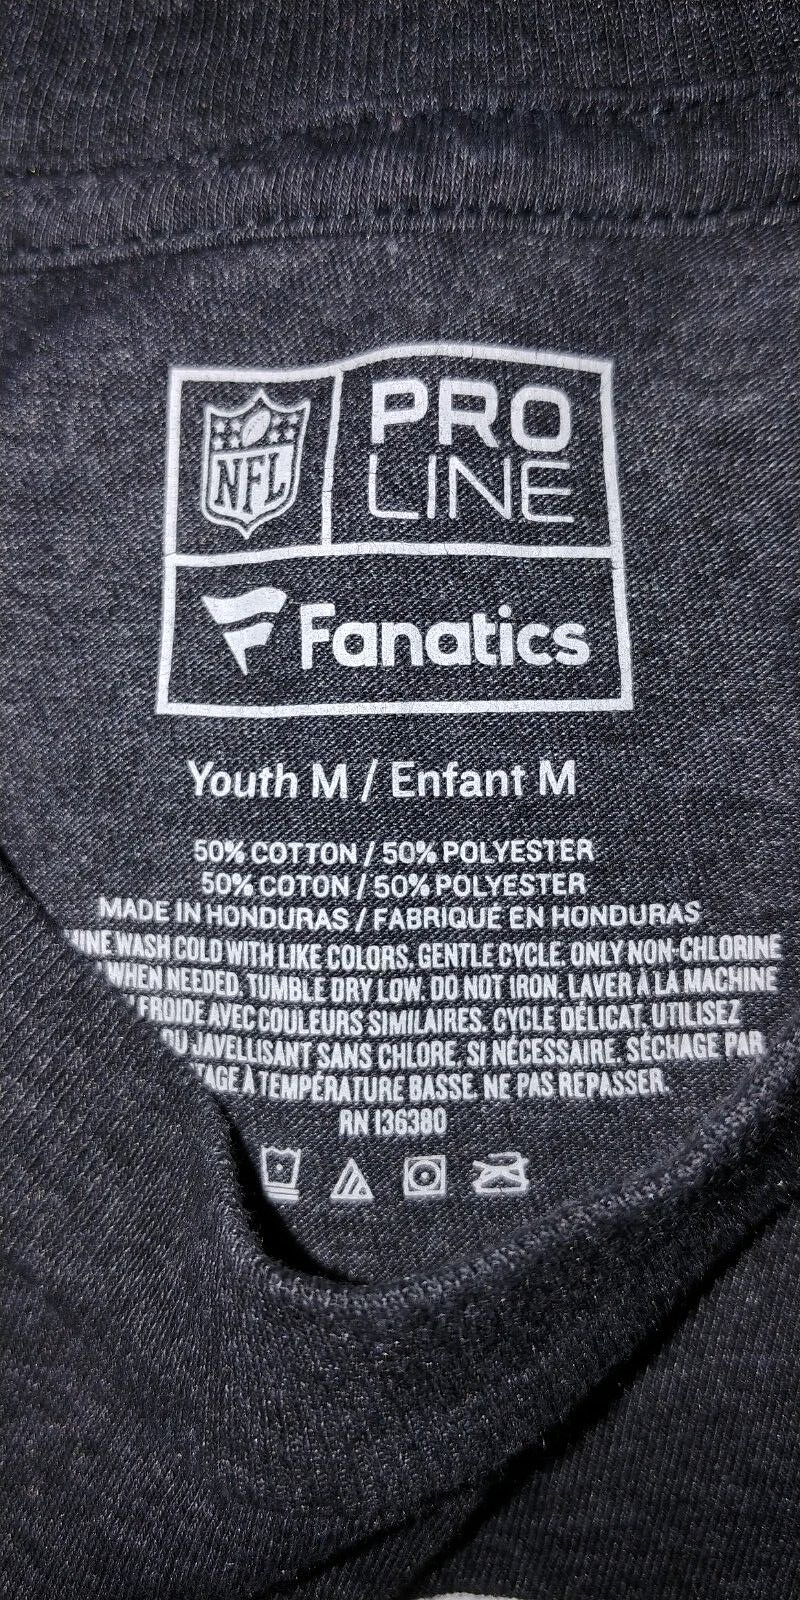 NFL
PRO
LINE
Fanatics
Youth M / Enfant M
50% COTTON / 50% POLYESTER
50% COTON / 50% POLYESTER
MADE IN HONDURAS / FABRIQUÉ EN HONDURAS
WASH COLD WITH LIKE COLORS. GENTLE CYCLE. ONLY NON-CHLORINE
WHEN NEEDED. TUMBLE DRY LOW. DO NOT IRON. LAVER À LA MACHINE
FROIDE AVEC COULEURS SIMILAIRES. CYCLE DÉLICAT. UTILISEZ
JAVELLISANT SANS CHLORE, SI NÉCESSAIRE. SÉCHAGE PAR
À TEMPÉRATURE BASSE. NE PAS REPASSER.
RN 136380